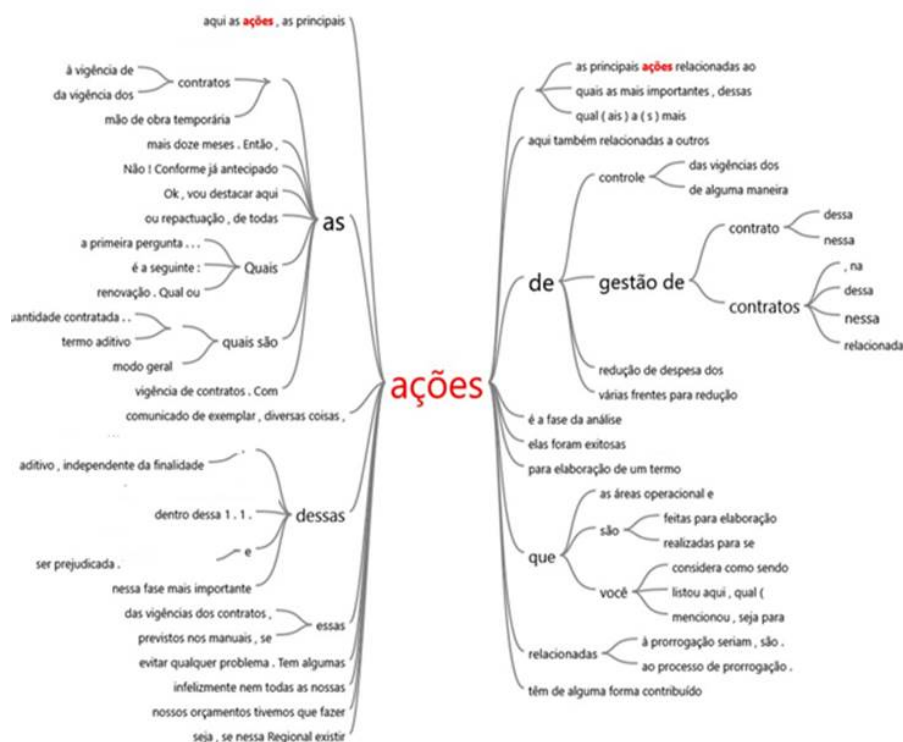 aqui as ações , as principais
à vigência de
contratos
da vigência dos
mão de obra temporária
mais doze meses . Então ,
Não ! Conforme já antecipado
Ok , vou destacar aqui
ou repactuação , de todas
as
a primeira pergunta . . .
é a seguinte :
Quais
renovação . Qual ou
uantidade contratada . .
termo aditivo
quais são
modo geral
vigência de contratos . Com
comunicado de exemplar , diversas coisas ,
. . .
.
aditivo , independente da finalidade
dentro dessa 1 . 1 .
dessas
e
ser prejudicada .
nessa fase mais importante
das vigências dos contratos ,
essas
previstos nos manuais , se
evitar qualquer problema . Tem algumas
infelizmente nem todas as nossas
nossos orçamentos tivemos que fazer
seja , se nessa Regional existir
ações
as principais ações relacionadas ao
quais as mais importantes , dessas
qual ( ais ) a ( s ) mais
aqui também relacionadas a outros
de
controle
das vigências dos
de alguma maneira
gestão de
contrato
dessa
nessa
contratos
, na
dessa
nessa
relacionada
redução de despesa dos
várias frentes para redução
é a fase da análise
elas foram exitosas
para elaboração de um termo
que
as áreas operacional e
são
feitas para elaboração
realizadas para se
você
considera como sendo
listou aqui , qual (
mencionou , seja para
relacionadas
à prorrogação seriam , são .
ao processo de prorrogação .
têm de alguma forma contribuído